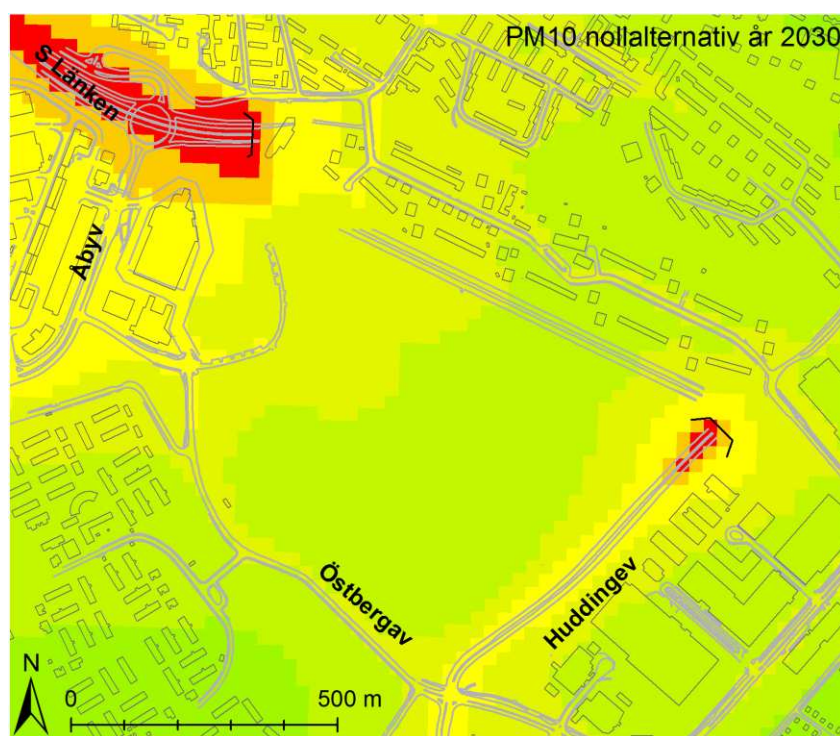 PM10 nollalternativ år 2030
S Länken
Åbyv
Östbergav
Huddingev
N
0 500 m